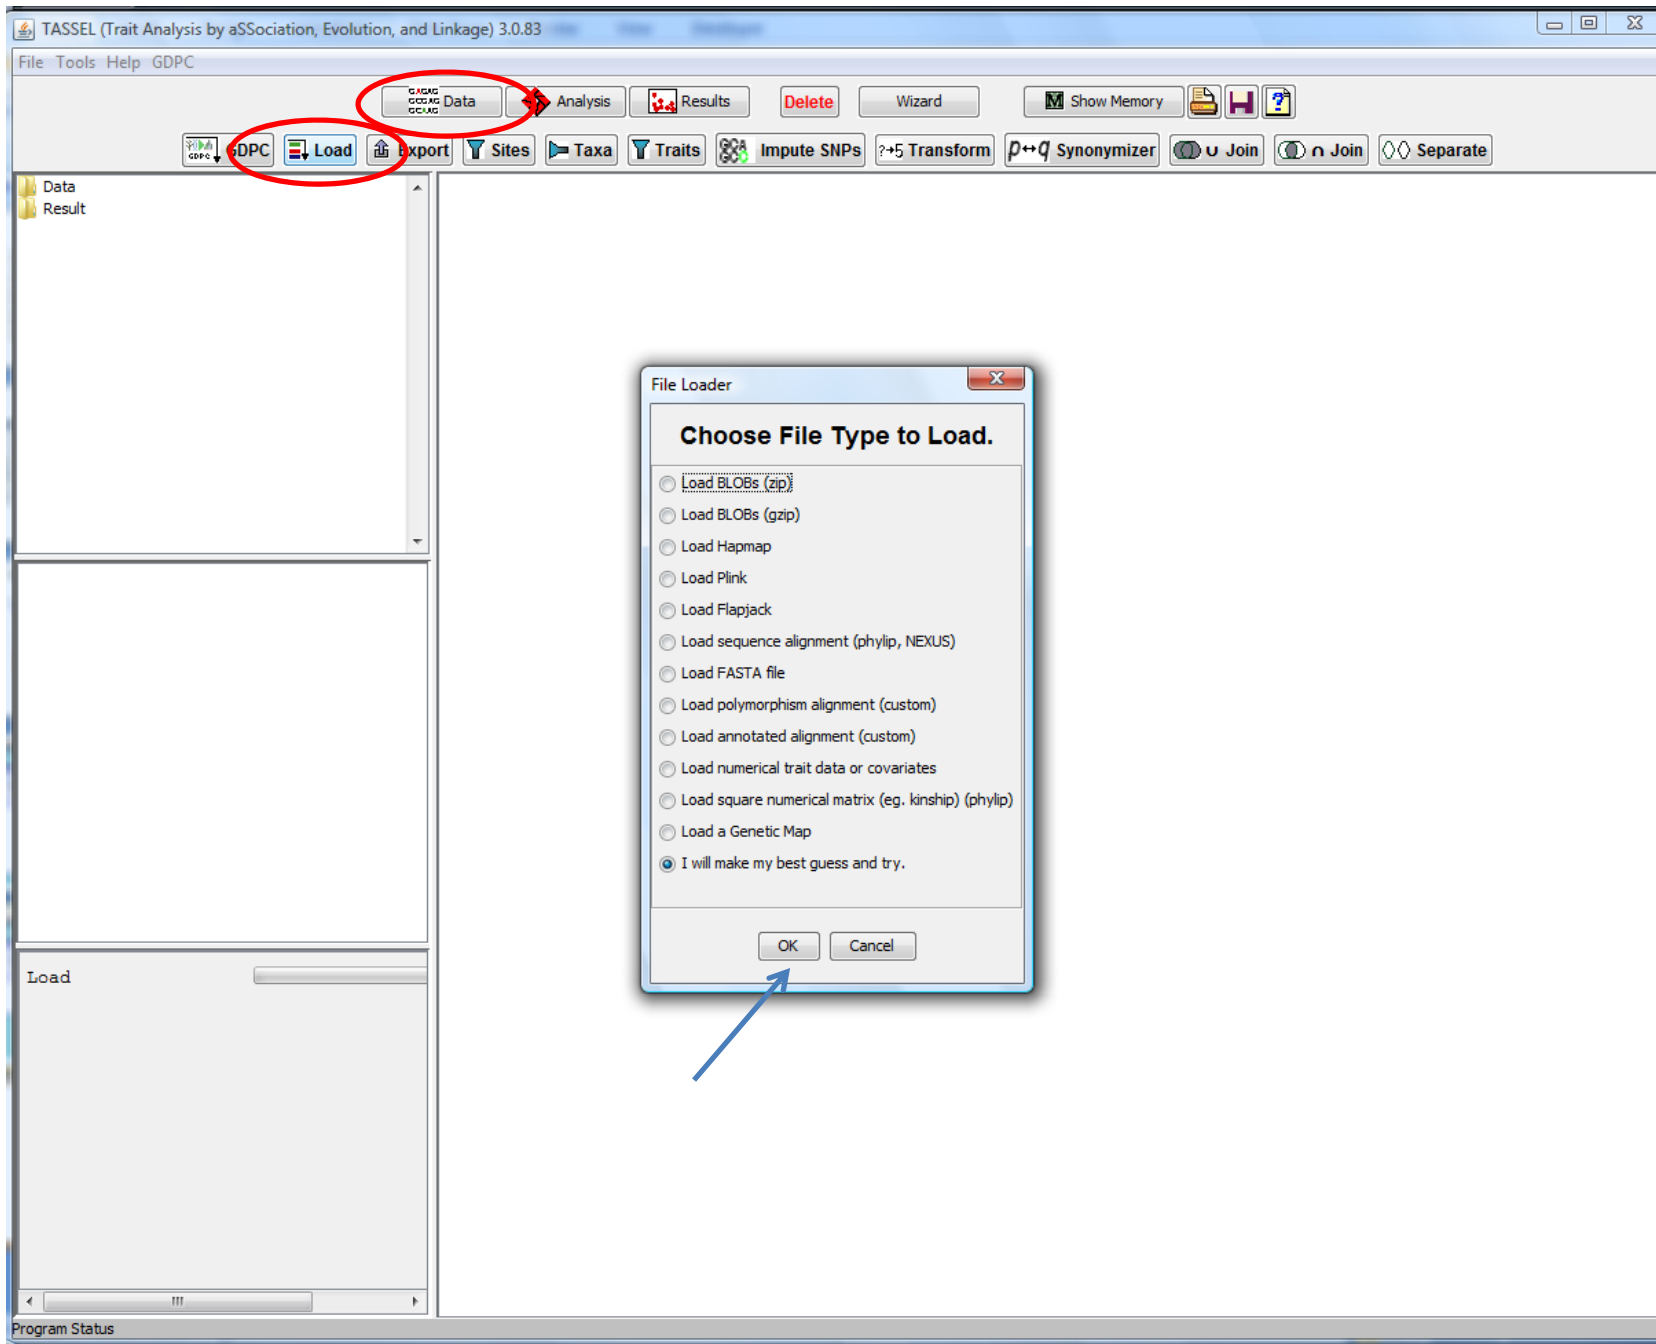 TASSEL (Trait Analysis by aSSociation, Evolution, and Linkage) 3.0.83
File Tools Help GDPC
Data Analysis Results Delete Wizard Show Memory
GDPC Load Export Sites Taxa Traits Impute SNPs ?→5 Transform p↔q Synonymizer ∪ Join ∩ Join Separate
Data
Result
File Loader
Choose File Type to Load.
Load BLOBs (zip)
Load BLOBs (gzip)
Load Hapmap
Load Plink
Load Flapjack
Load sequence alignment (phylip, NEXUS)
Load FASTA file
Load polymorphism alignment (custom)
Load annotated alignment (custom)
Load numerical trait data or covariates
Load square numerical matrix (eg. kinship) (phylip)
Load a Genetic Map
I will make my best guess and try.
OK Cancel
Load
Program Status